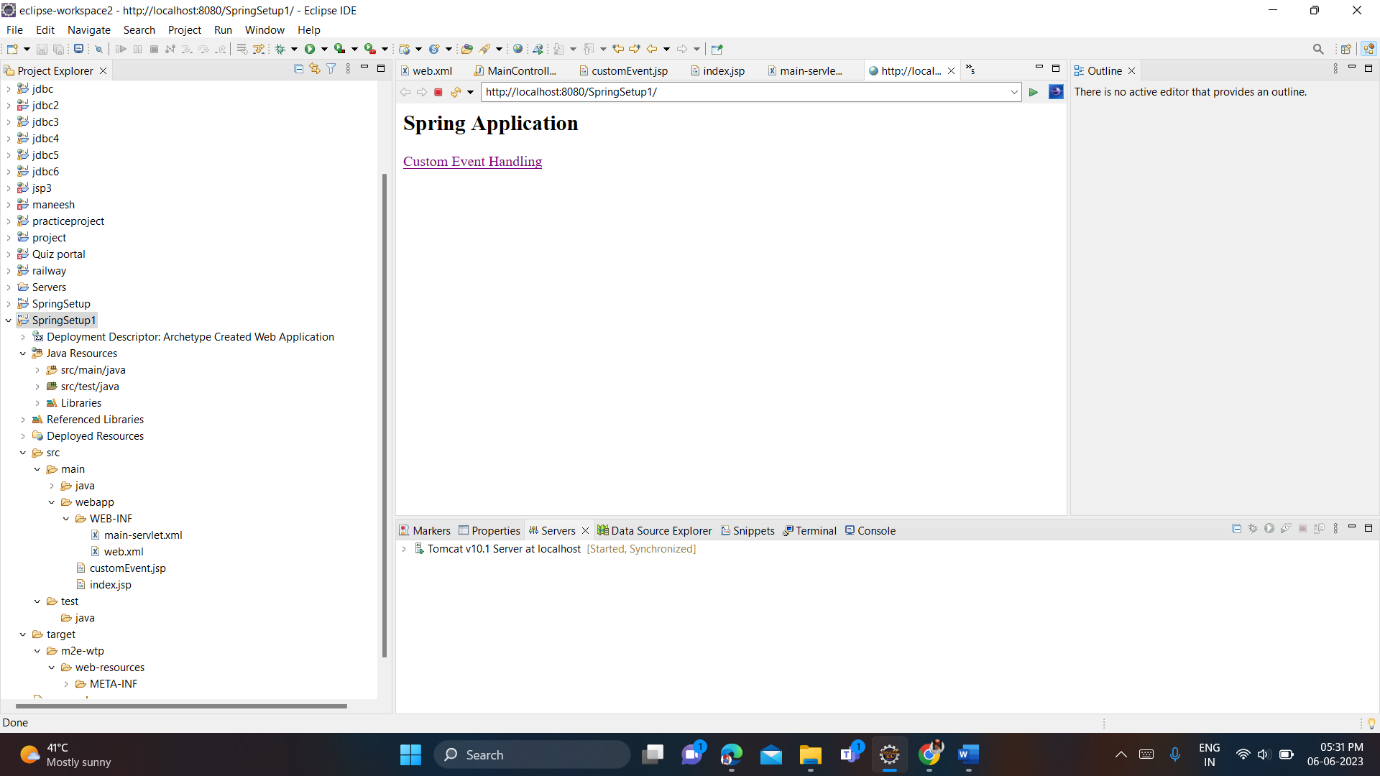 eclipse-workspace2 - http://localhost:8080/SpringSetup1/ - Eclipse IDE
File Edit Navigate Search Project Run Window Help
Project Explorer
jdbc
jdbc2
jdbc3
jdbc4
jdbc5
jdbc6
jsp3
maneesh
practiceproject
project
Quiz portal
railway
Servers
SpringSetup
SpringSetup1
Deployment Descriptor: Archetype Created Web Application
Java Resources
src/main/java
src/test/java
Libraries
Referenced Libraries
Deployed Resources
src
main
java
webapp
WEB-INF
main-servlet.xml
web.xml
customEvent.jsp
index.jsp
test
java
target
m2e-wtp
web-resources
META-INF
web.xml MainControll... customEvent.jsp index.jsp main-servle... http://local... »5
http://localhost:8080/SpringSetup1/
Spring Application
Custom Event Handling
Outline
There is no active editor that provides an outline.
Markers Properties Servers Data Source Explorer Snippets Terminal Console
Tomcat v10.1 Server at localhost [Started, Synchronized]
Done
41°C
Mostly sunny
Search
1
1
ENG
IN
05:31 PM
06-06-2023